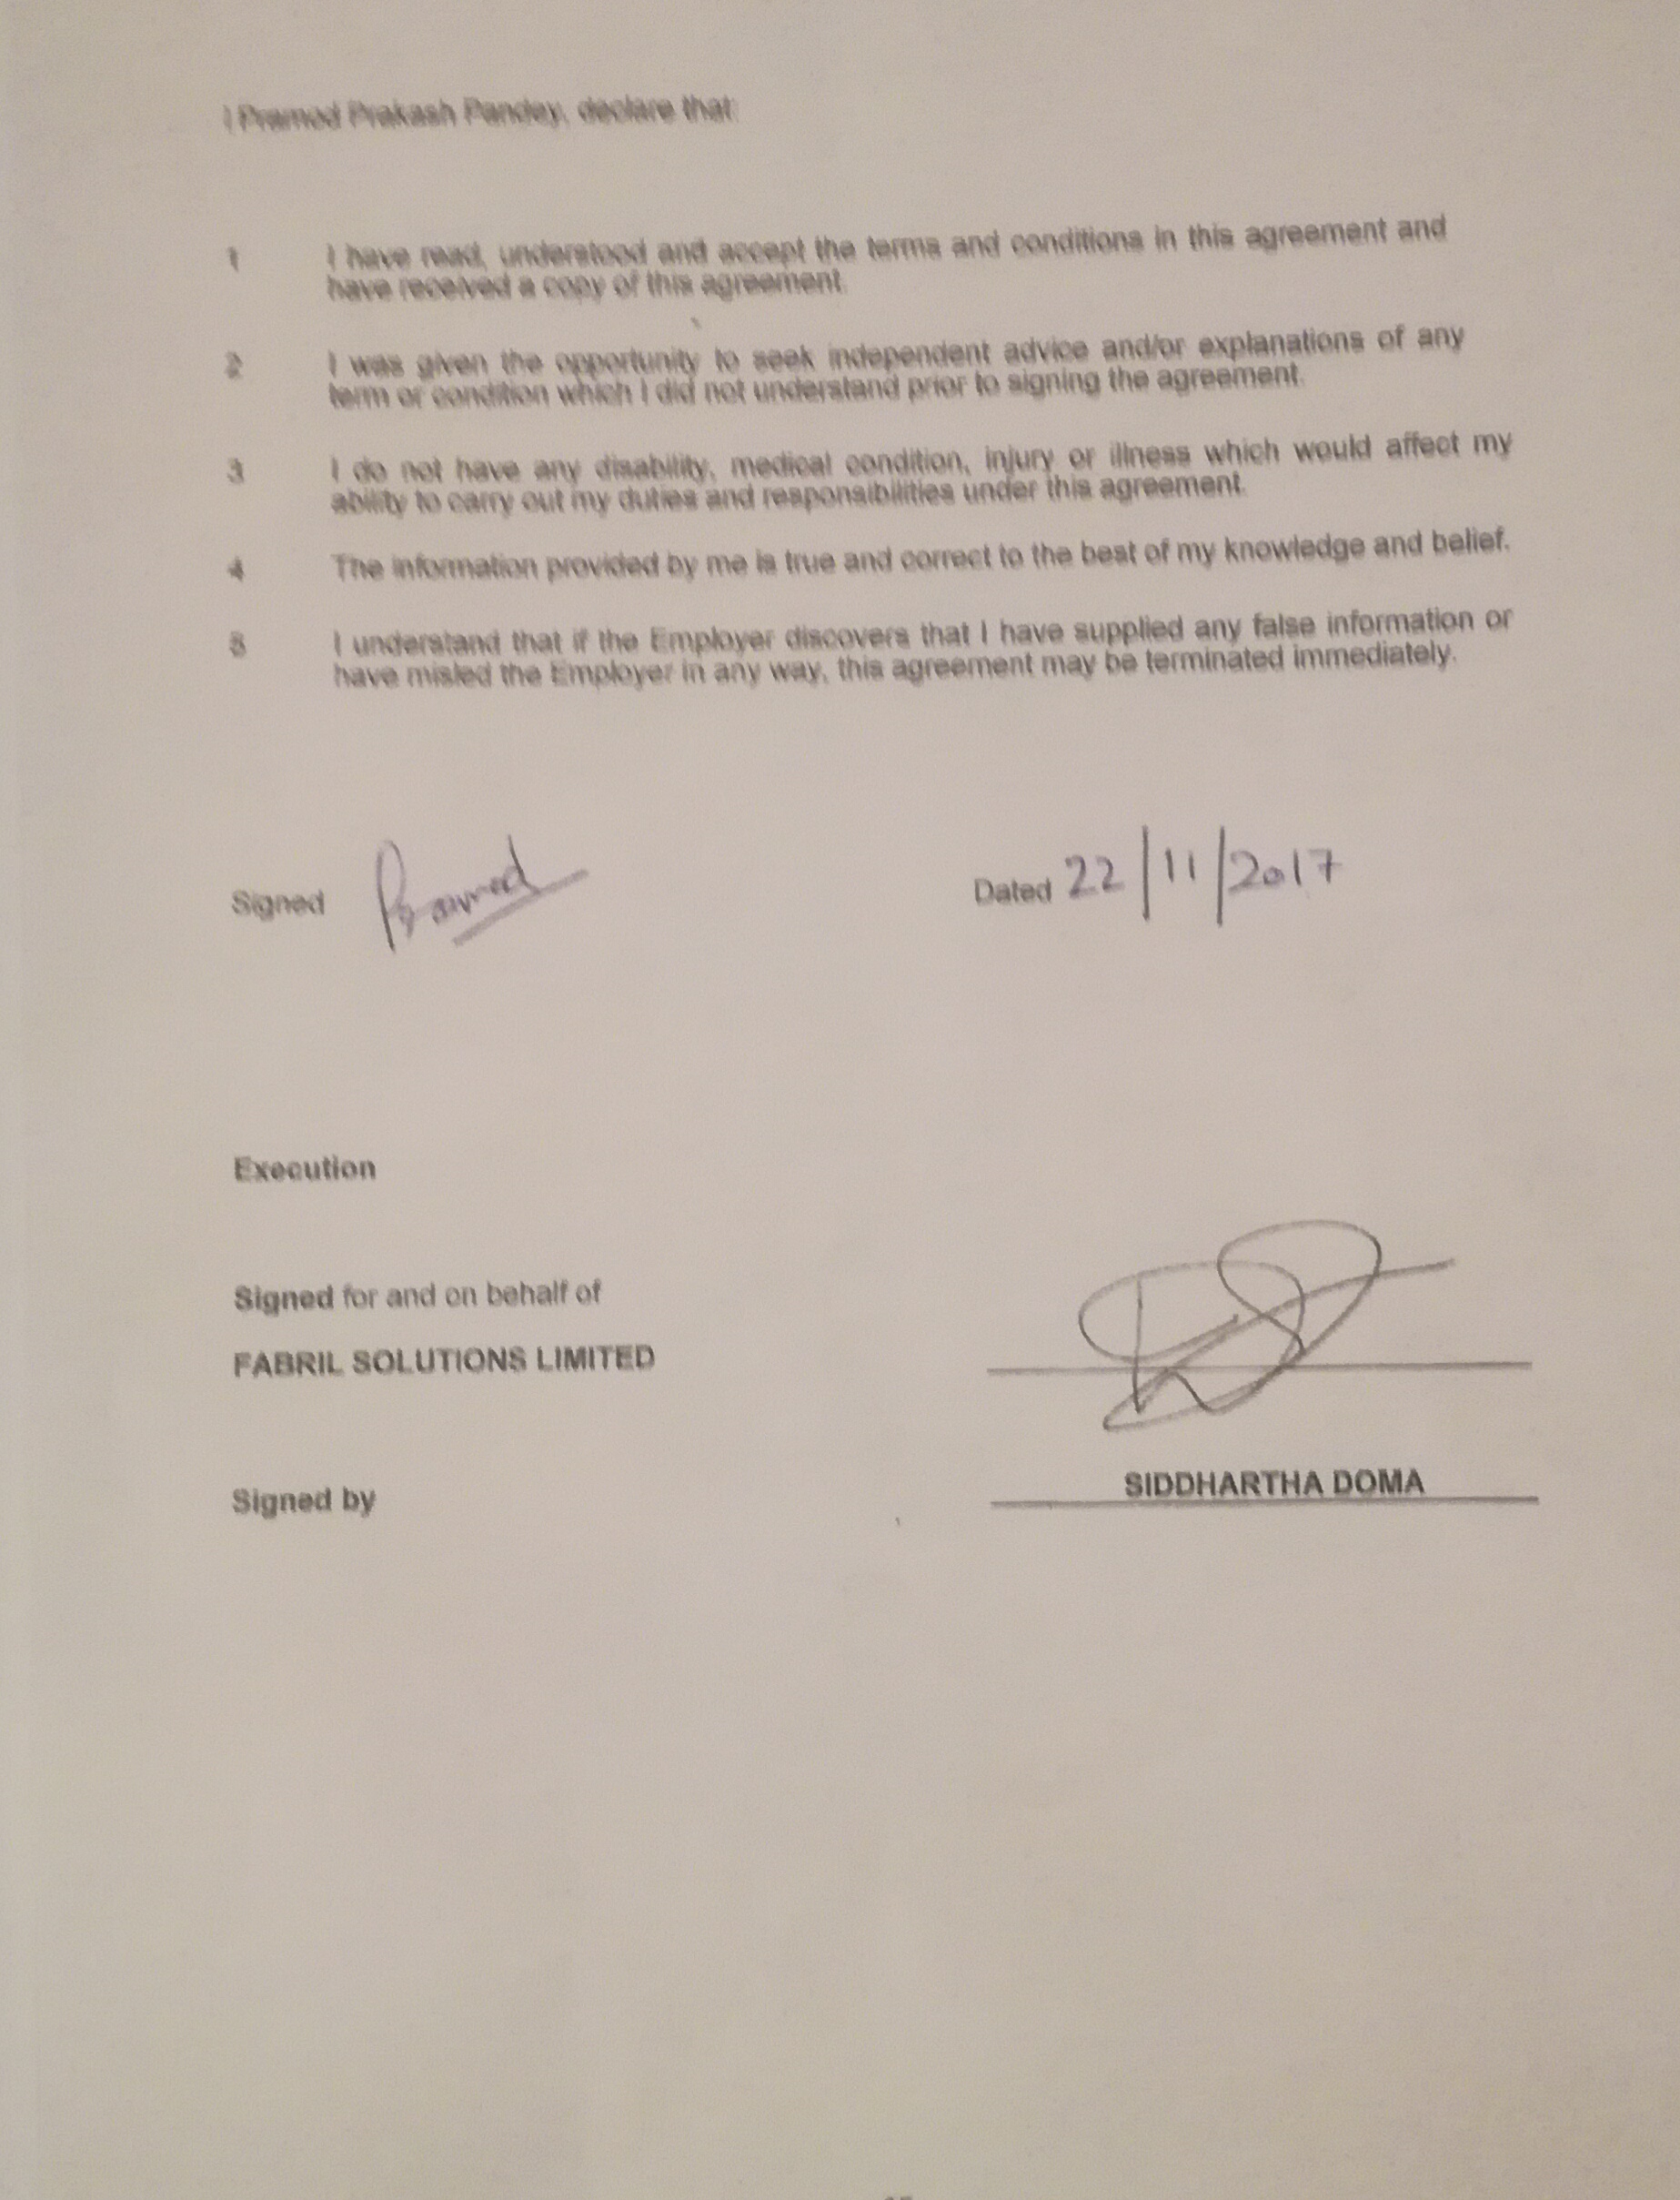 I Pramod Prakash Pandey, declare that:
1 I have read, understood and accept the terms and conditions in this agreement and
have received a copy of this agreement.
2 I was given the opportunity to seek independent advice and/or explanations of any
term or condition which I did not understand prior to signing the agreement.
3 I do not have any disability, medical condition, injury or illness which would affect my
ability to carry out my duties and responsibilities under this agreement.
4 The information provided by me is true and correct to the best of my knowledge and belief.
5 I understand that if the Employer discovers that I have supplied any false information or
have misled the Employer in any way, this agreement may be terminated immediately.
Signed Pramod Dated 22/11/2017
Execution
Signed for and on behalf of
FABRIL SOLUTIONS LIMITED
Signed by SIDDHARTHA DOMA